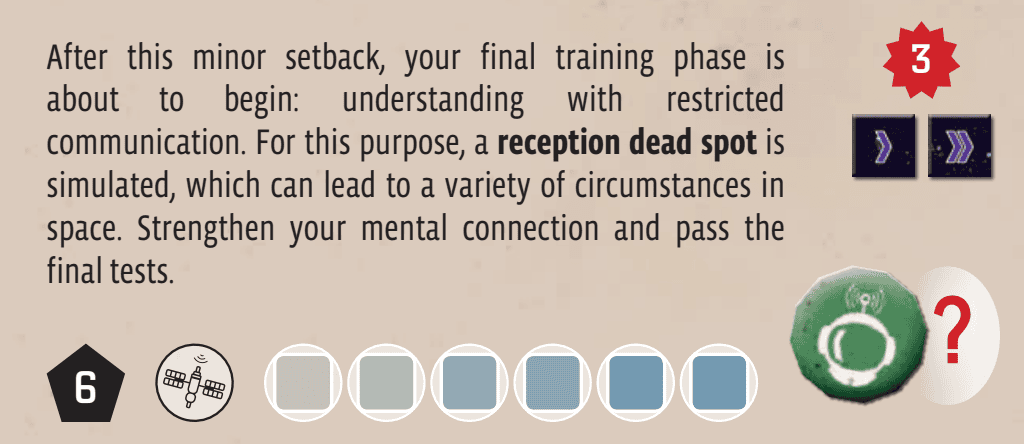 After this minor setback, your final training phase is
about to begin: understanding with restricted
communication. For this purpose, a reception dead spot is
simulated, which can lead to a variety of circumstances in
space. Strengthen your mental connection and pass the
final tests.
3
?
6